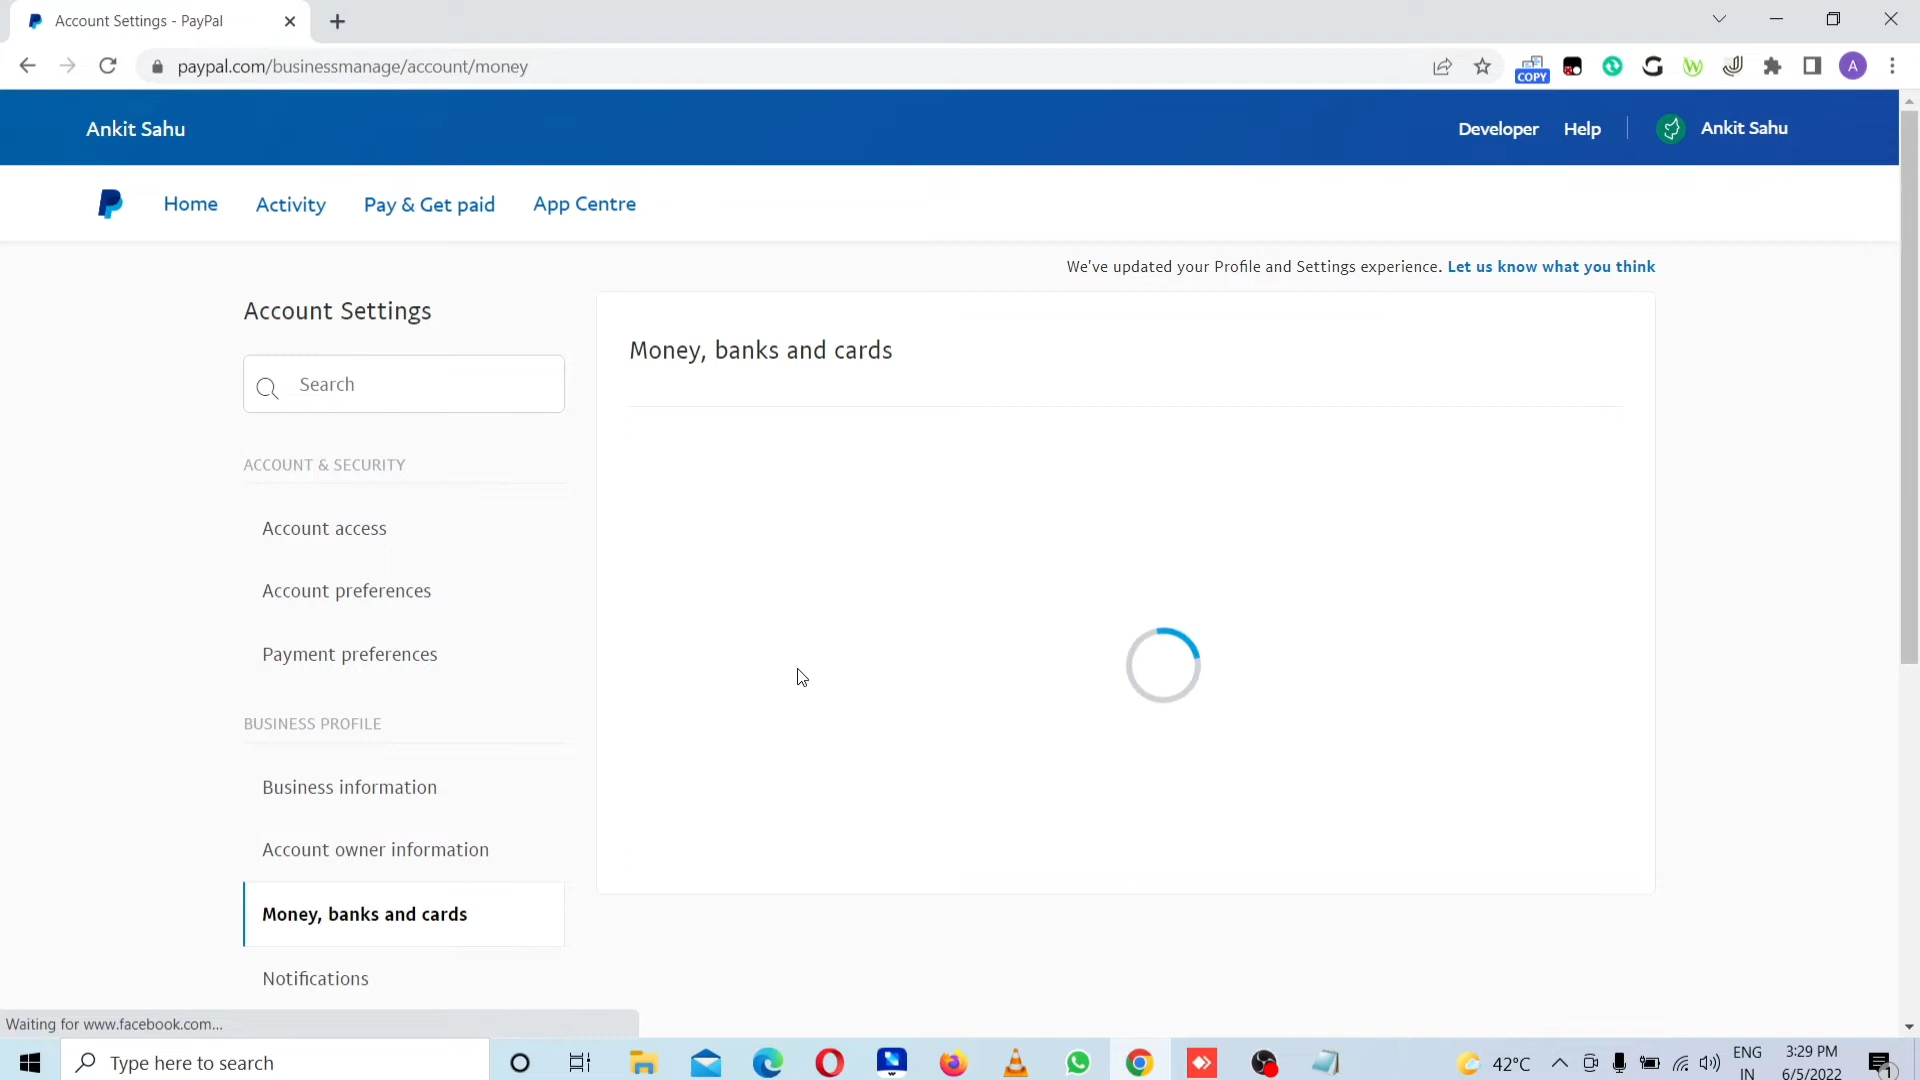 Account Settings - PayPal
paypal.com/businessmanage/account/money
COPY
A
Ankit Sahu
Developer
Help
Ankit Sahu
Home
Activity
Pay & Get paid
App Centre
We've updated your Profile and Settings experience. Let us know what you think
Account Settings
Search
ACCOUNT & SECURITY
Account access
Account preferences
Payment preferences
BUSINESS PROFILE
Business information
Account owner information
Money, banks and cards
Notifications
Money, banks and cards
Waiting for www.facebook.com...
Type here to search
42°C
ENG
IN
3:29 PM
6/5/2022
1